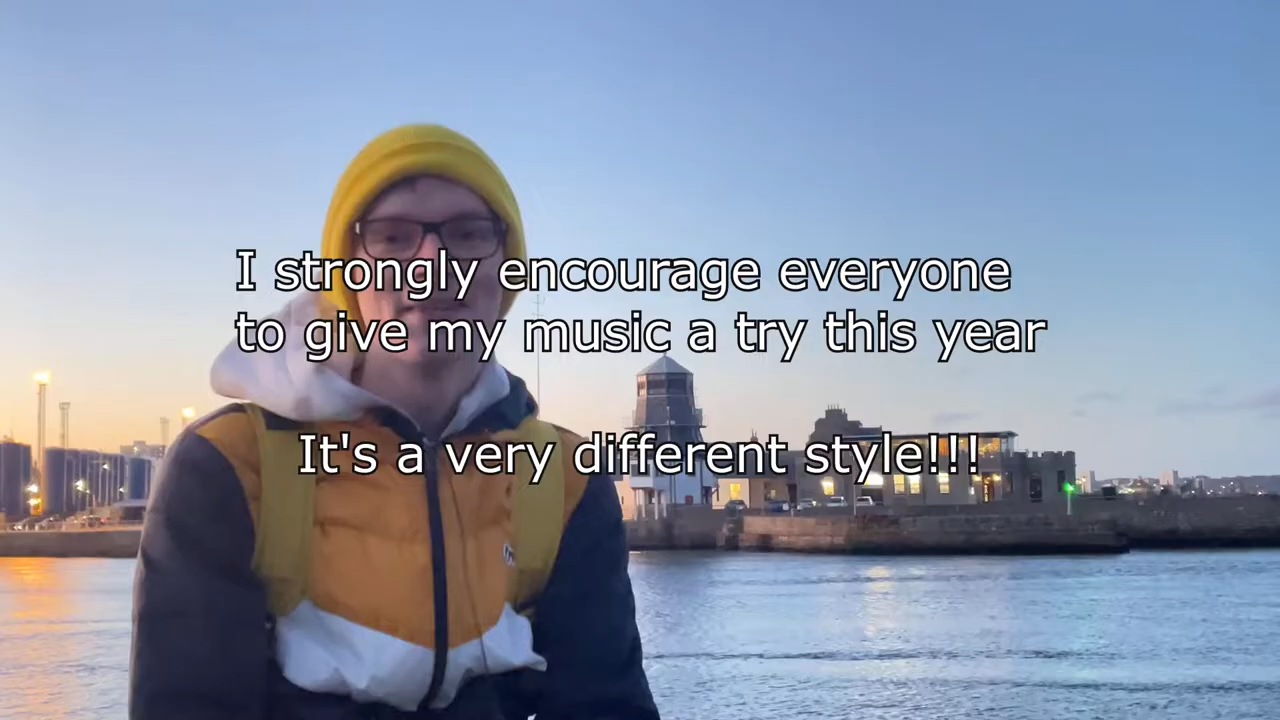 I strongly encourage everyone
to give my music a try this year
It's a very different style!!!